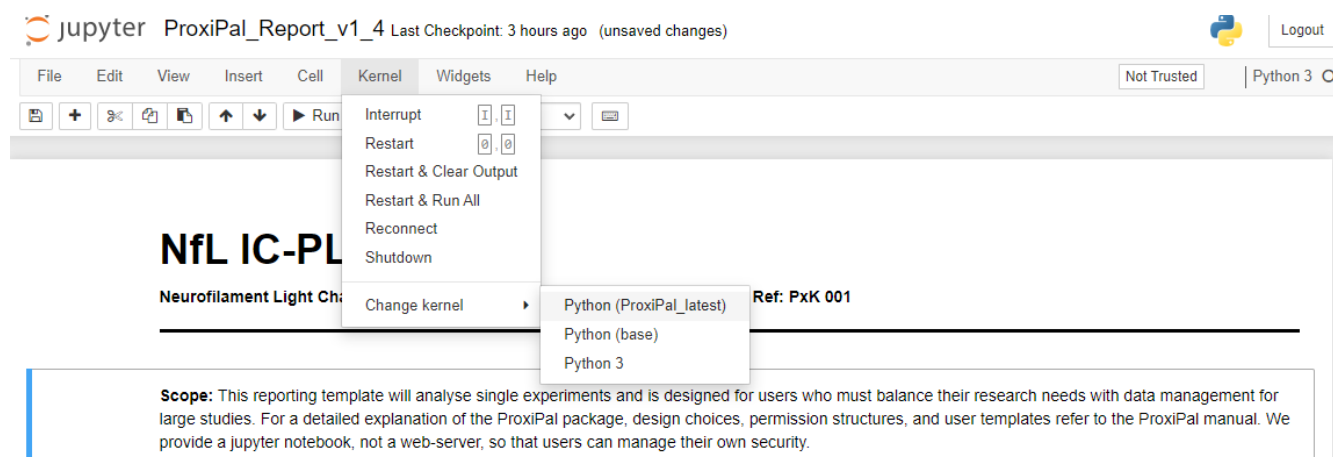 jupyter ProxiPal_Report_v1_4 Last Checkpoint: 3 hours ago (unsaved changes) Logout
File Edit View Insert Cell Kernel Widgets Help Not Trusted Python 3
Run
Interrupt I,I
Restart 0,0
Restart & Clear Output
Restart & Run All
Reconnect
Shutdown
Change kernel
Python (ProxiPal_latest)
Python (base)
Python 3
NfL IC-PL
Neurofilament Light Cha Ref: PxK 001
Scope: This reporting template will analyse single experiments and is designed for users who must balance their research needs with data management for
large studies. For a detailed explanation of the ProxiPal package, design choices, permission structures, and user templates refer to the ProxiPal manual. We
provide a jupyter notebook, not a web-server, so that users can manage their own security.